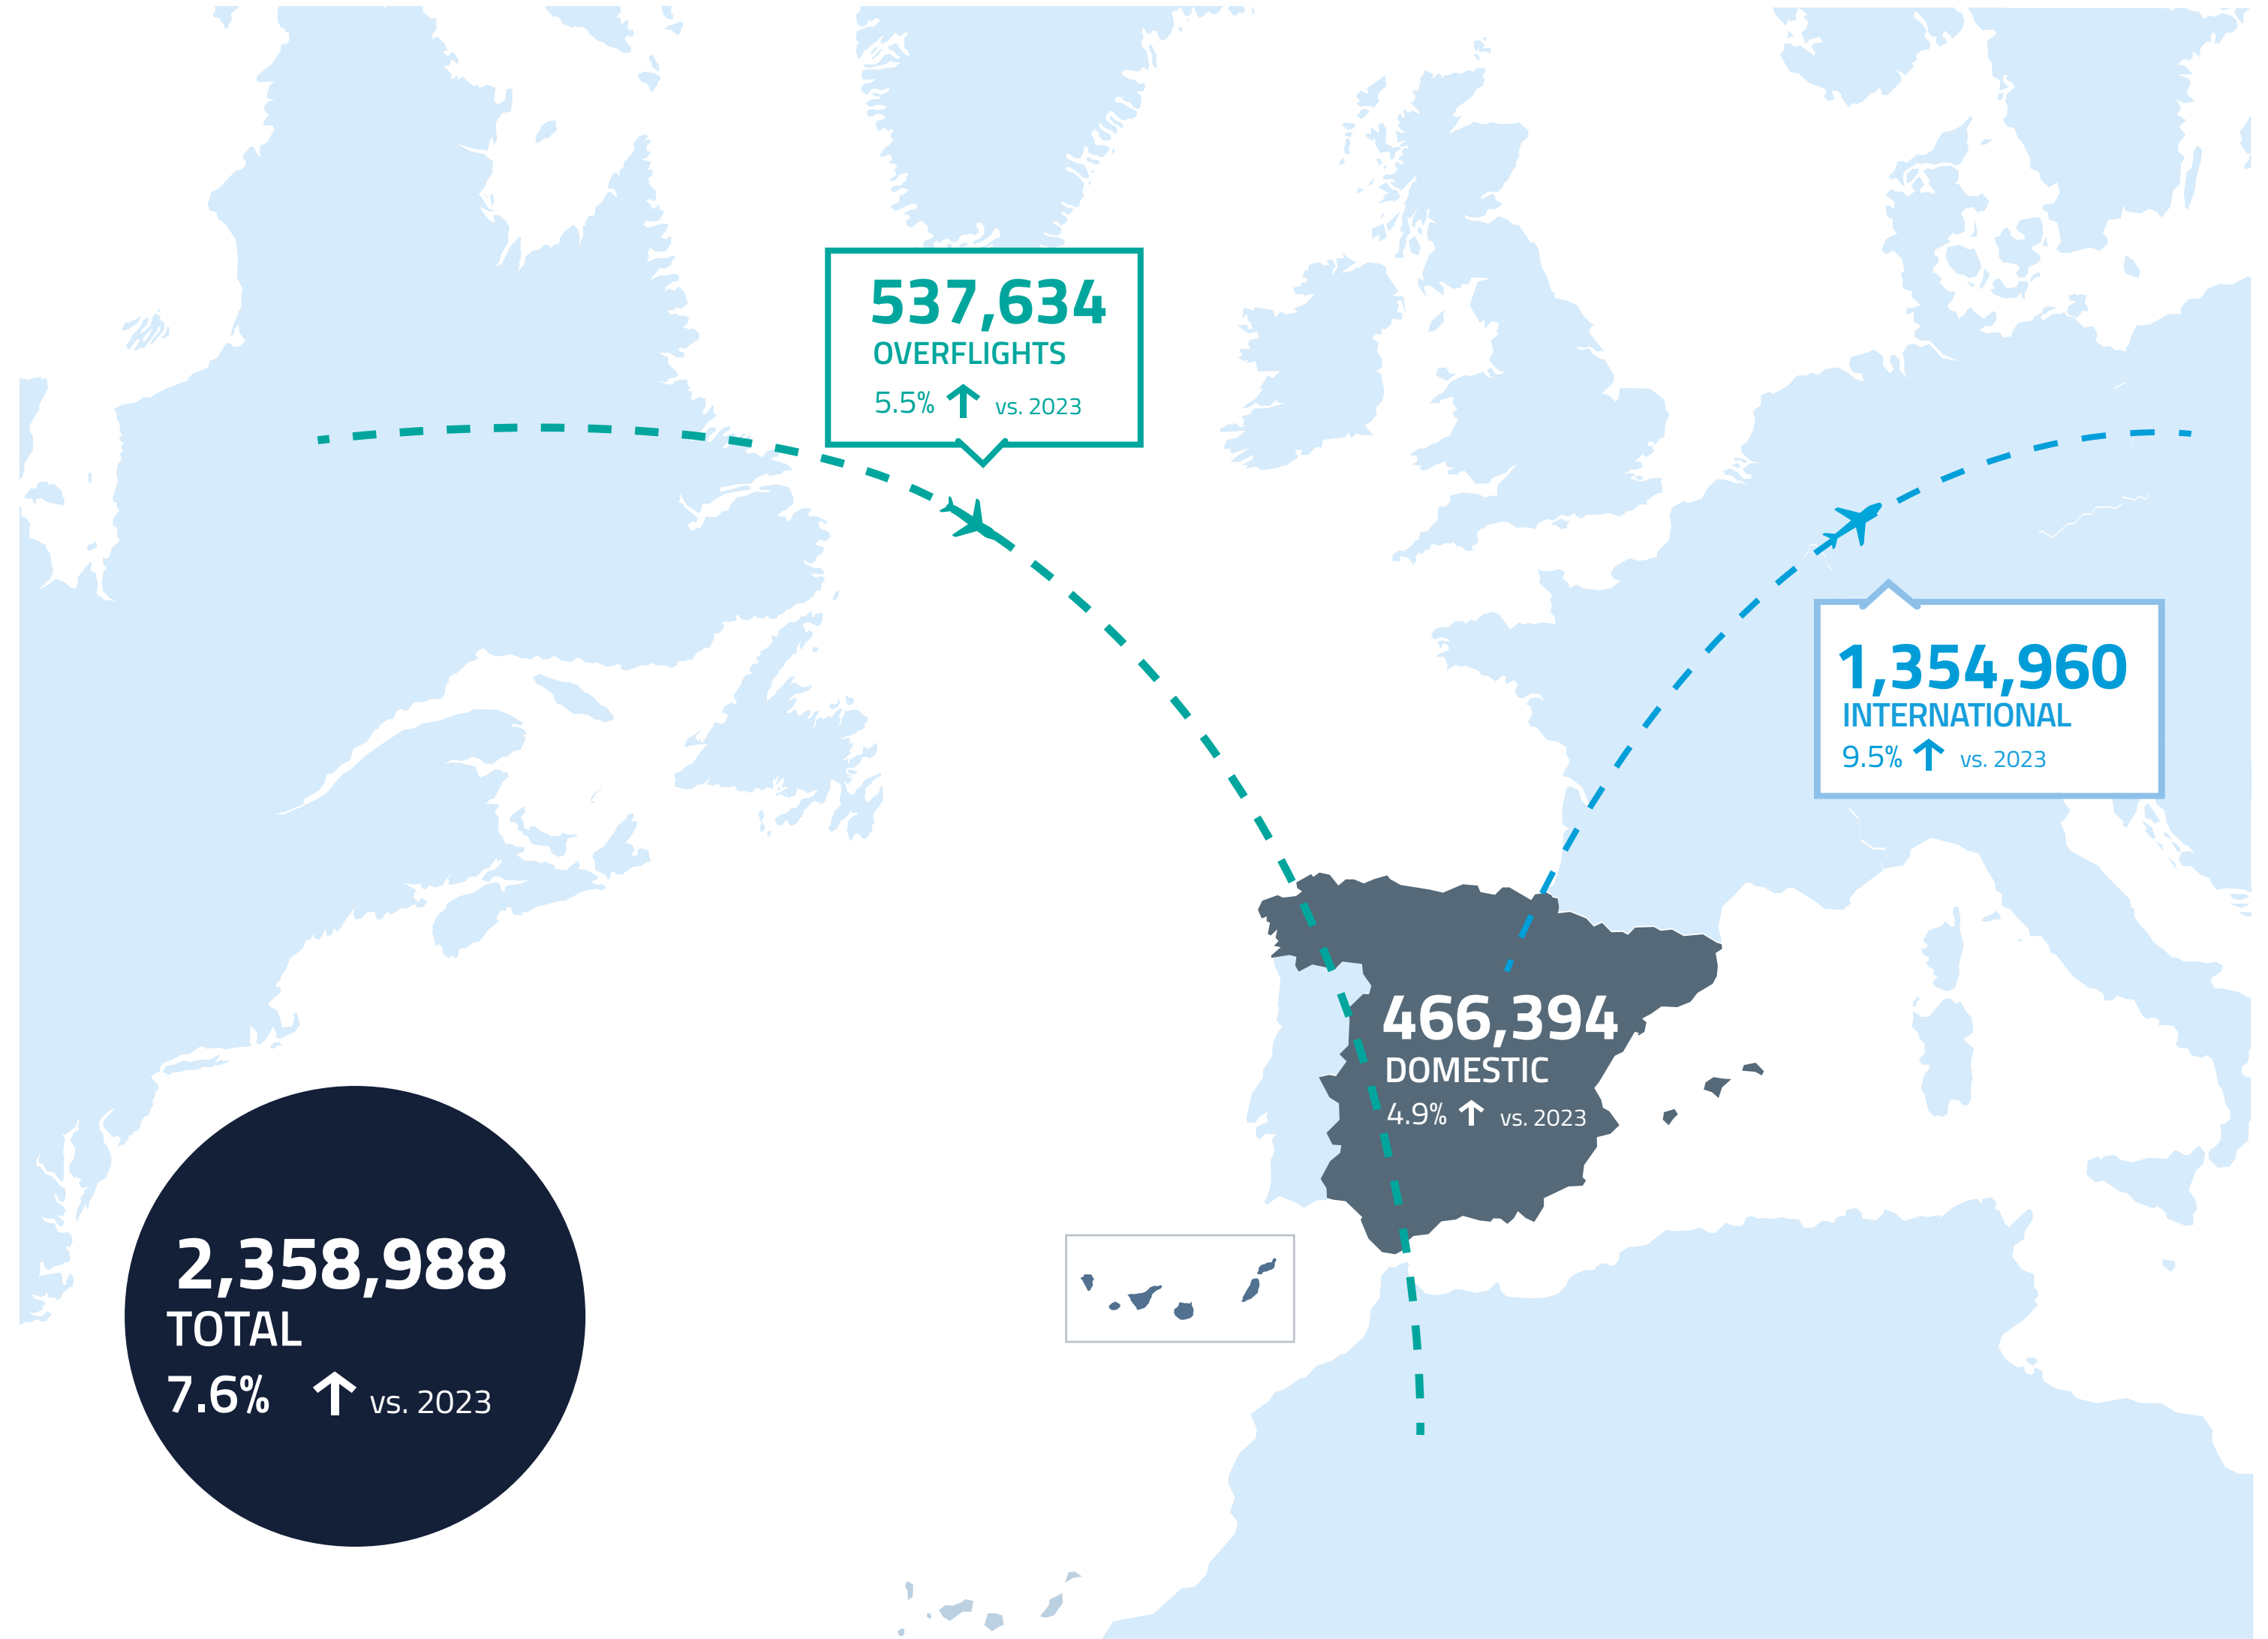 537,634
OVERFLIGHTS
5.5% ↑ vs. 2023
1,354,960
INTERNATIONAL
9.5% ↑ vs. 2023
466,394
DOMESTIC
4.9% ↑ vs. 2023
2,358,988
TOTAL
7.6% ↑ vs. 2023